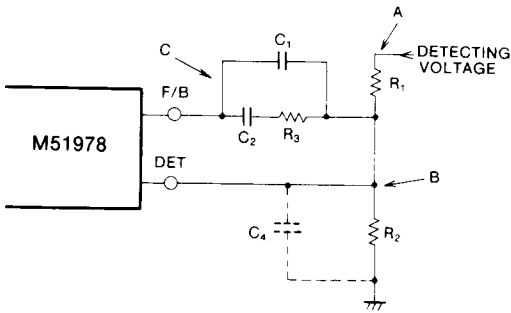 A
C
C1
DETECTING
VOLTAGE
R1
F/B
C2
R3
M51978
DET
B
C4
R2